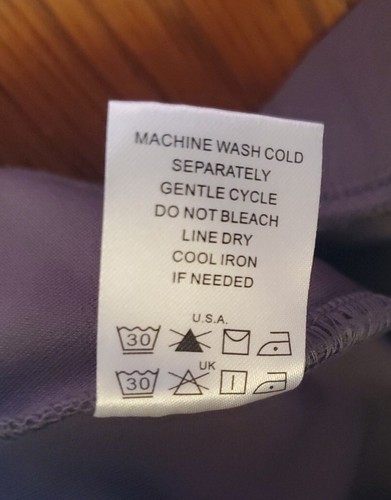 MACHINE WASH COLD
SEPARATELY
GENTLE CYCLE
DO NOT BLEACH
LINE DRY
COOL IRON
IF NEEDED
U.S.A.
30
UK
30